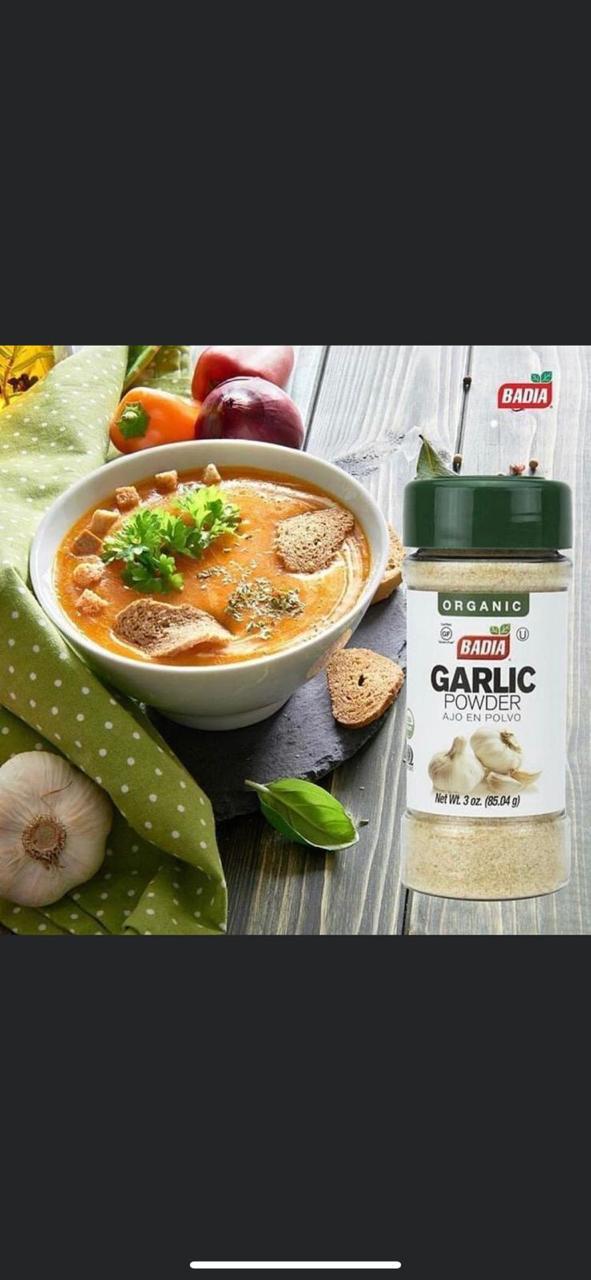 BADIA
ORGANIC
GF
BADIA
U
GARLIC
POWDER
AJO EN POLVO
Net Wt. 3 oz. (85.04 g)